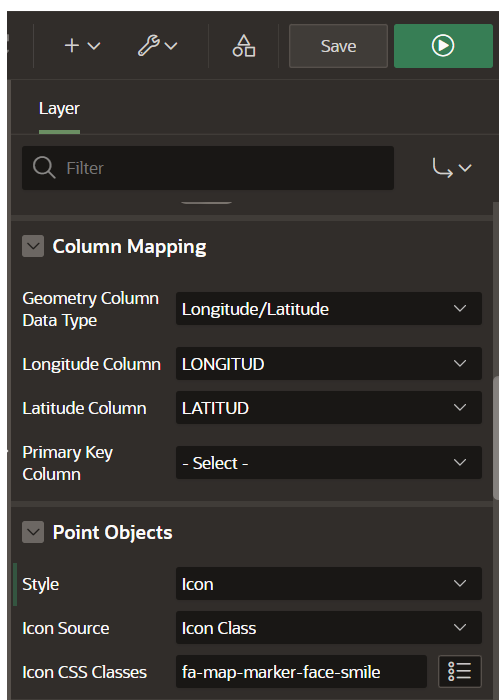 Save
Layer
Filter
Column Mapping
Geometry Column
Data Type
Longitude/Latitude
Longitude Column
LONGITUD
Latitude Column
LATITUD
Primary Key
Column
- Select -
Point Objects
Style
Icon
Icon Source
Icon Class
Icon CSS Classes
fa-map-marker-face-smile